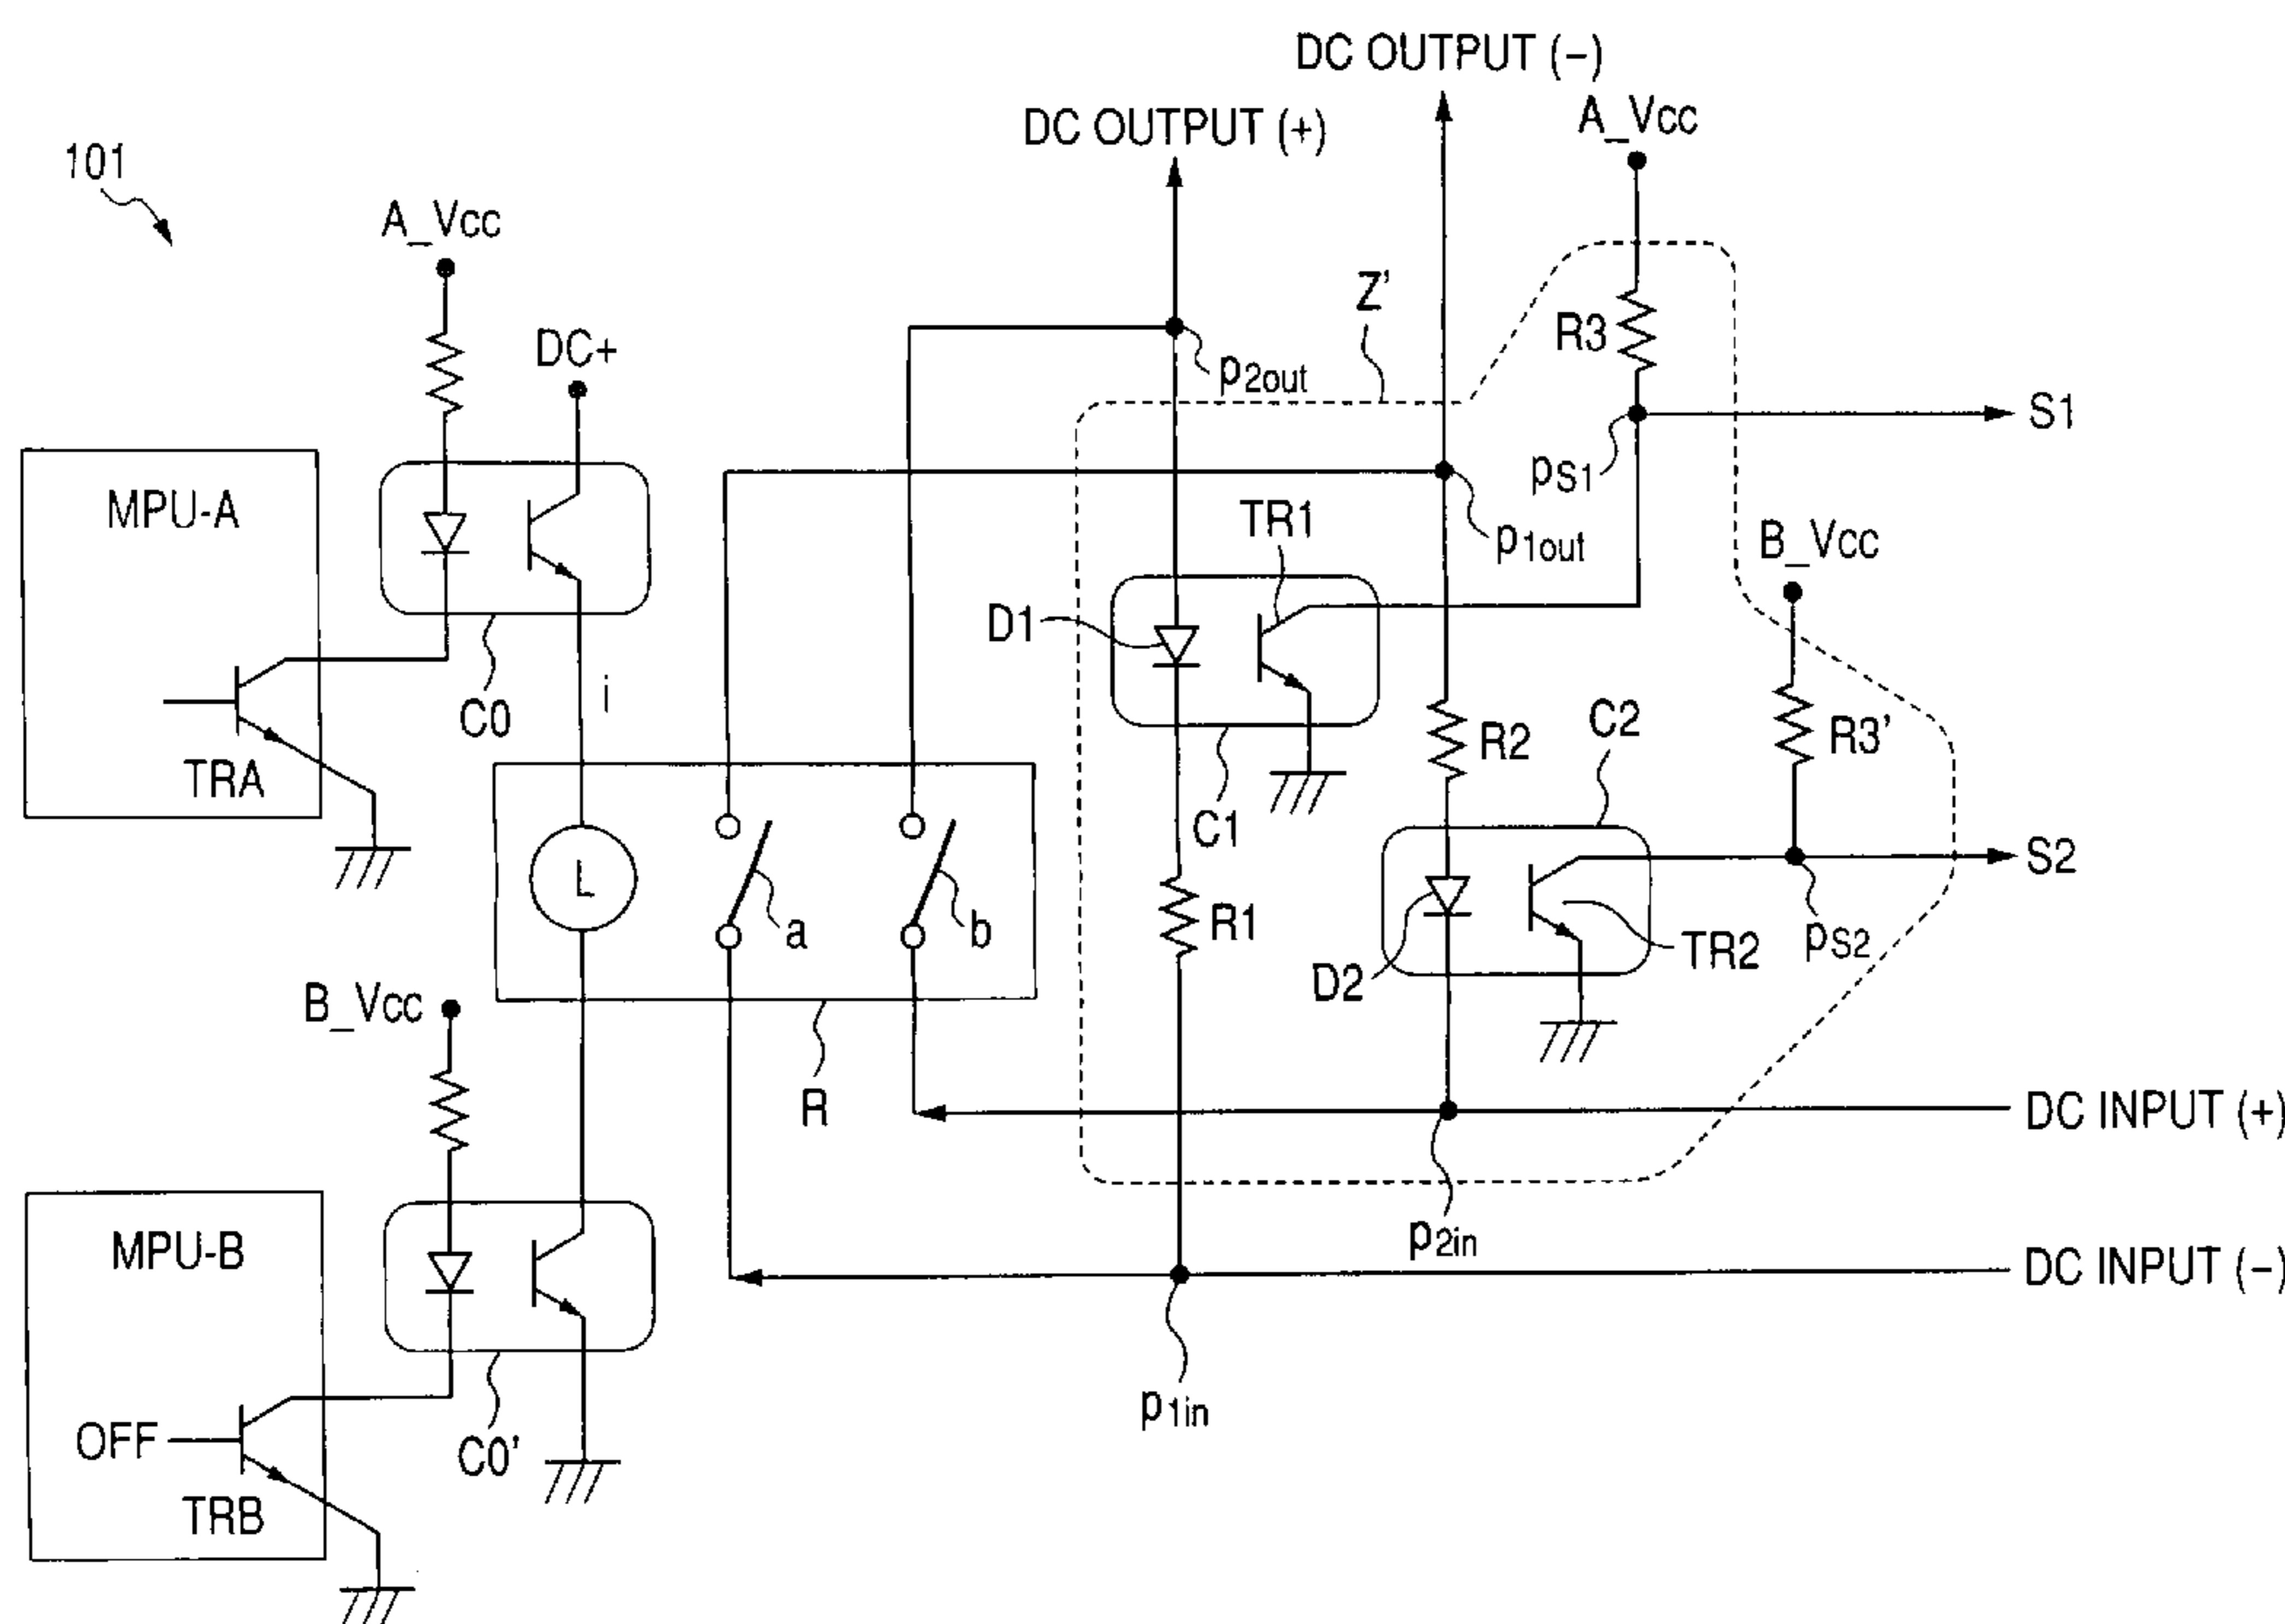 DC OUTPUT (−)
DC OUTPUT (+)
A_Vcc
101
A_Vcc
Z'
R3
DC+
p2out
S1
pS1
MPU-A
TR1
p1out
B_Vcc
D1
C0
i
R2
C2
R3'
TRA
C1
L
S2
a
b
R1
pS2
TR2
D2
B_Vcc
R
DC INPUT (+)
p2in
MPU-B
DC INPUT (−)
p1in
OFF
C0'
TRB